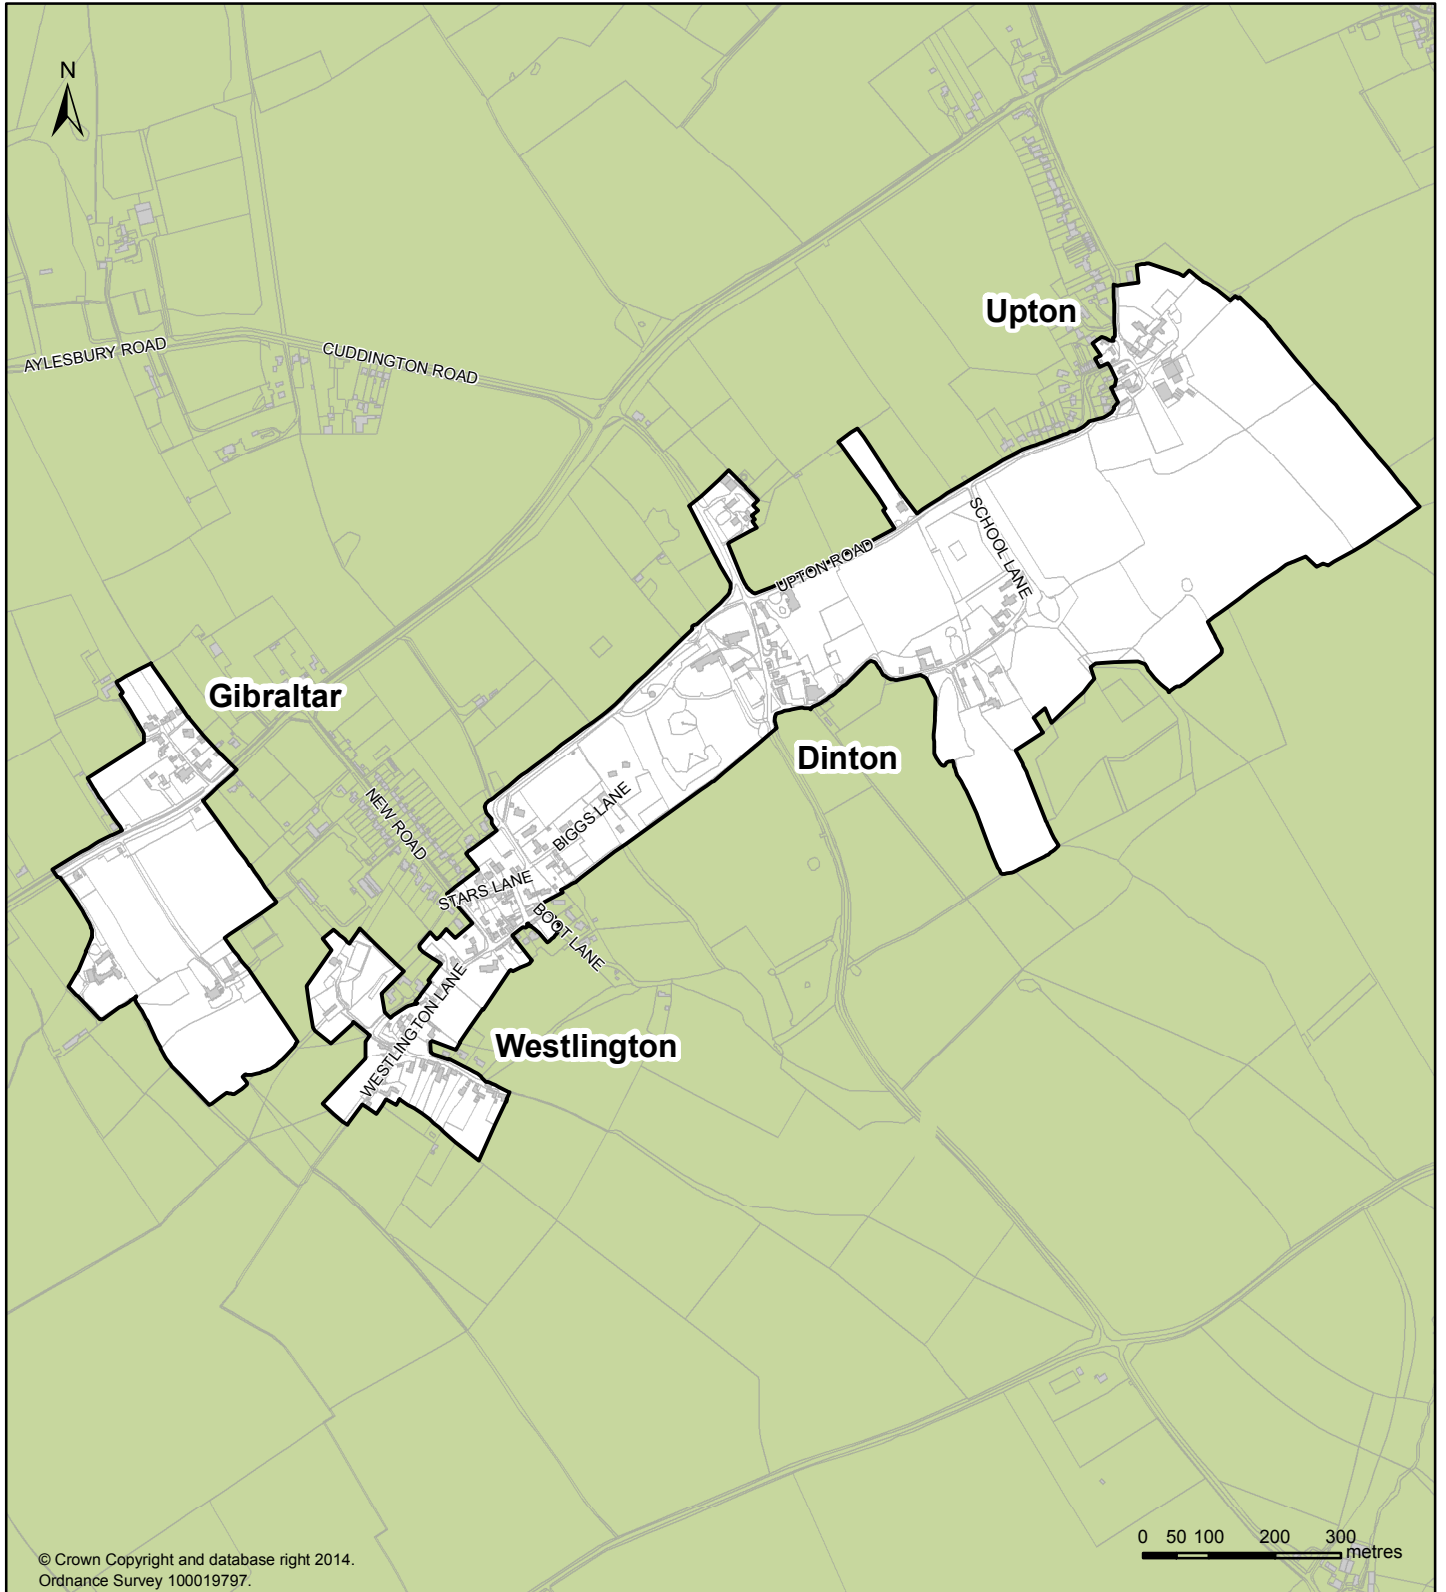 N
Upton
AYLESBURY ROAD
CUDDINGTON ROAD
SCHOOL LANE
UPTON ROAD
Gibraltar
Dinton
NEW ROAD
BIGGS LANE
STARS LANE
BOOT LANE
WESTLINGTON LANE
Westlington
0 50 100 200 300
metres
© Crown Copyright and database right 2014.
Ordnance Survey 100019797.